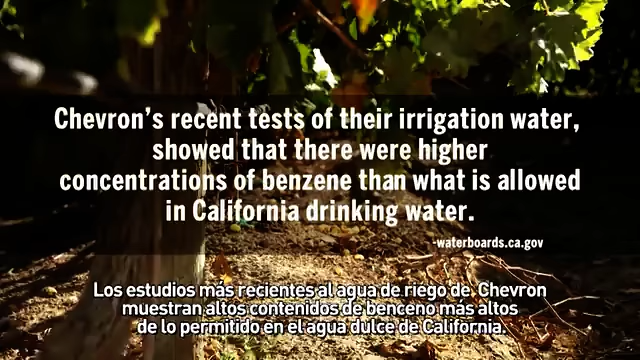 Chevron's recent tests of their irrigation water,
showed that there were higher
concentrations of benzene than what is allowed
in California drinking water.
-waterboards.ca.gov
Los estudios más recientes al agua de riego de Chevron
muestran altos contenidos de benceno más altos
de lo permitido en el agua dulce de California.